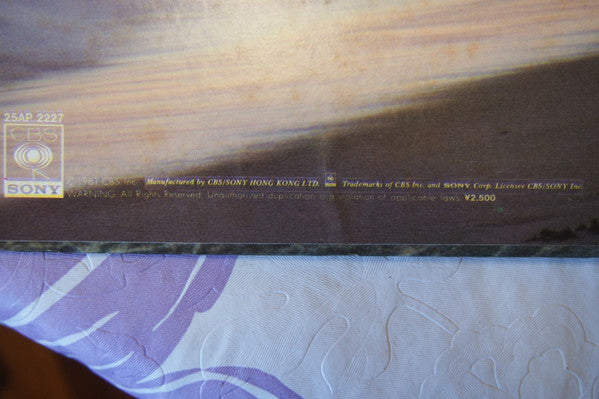 25AP 2227
CBS
SONY
© 1981 CBS Inc. Manufactured by CBS/SONY HONG KONG LTD. Trademarks of CBS Inc. and SONY Corp. Licensee CBS/SONY Inc.
WARNING: All Rights Reserved. Unauthorized duplication is a violation of applicable laws. ¥2,500